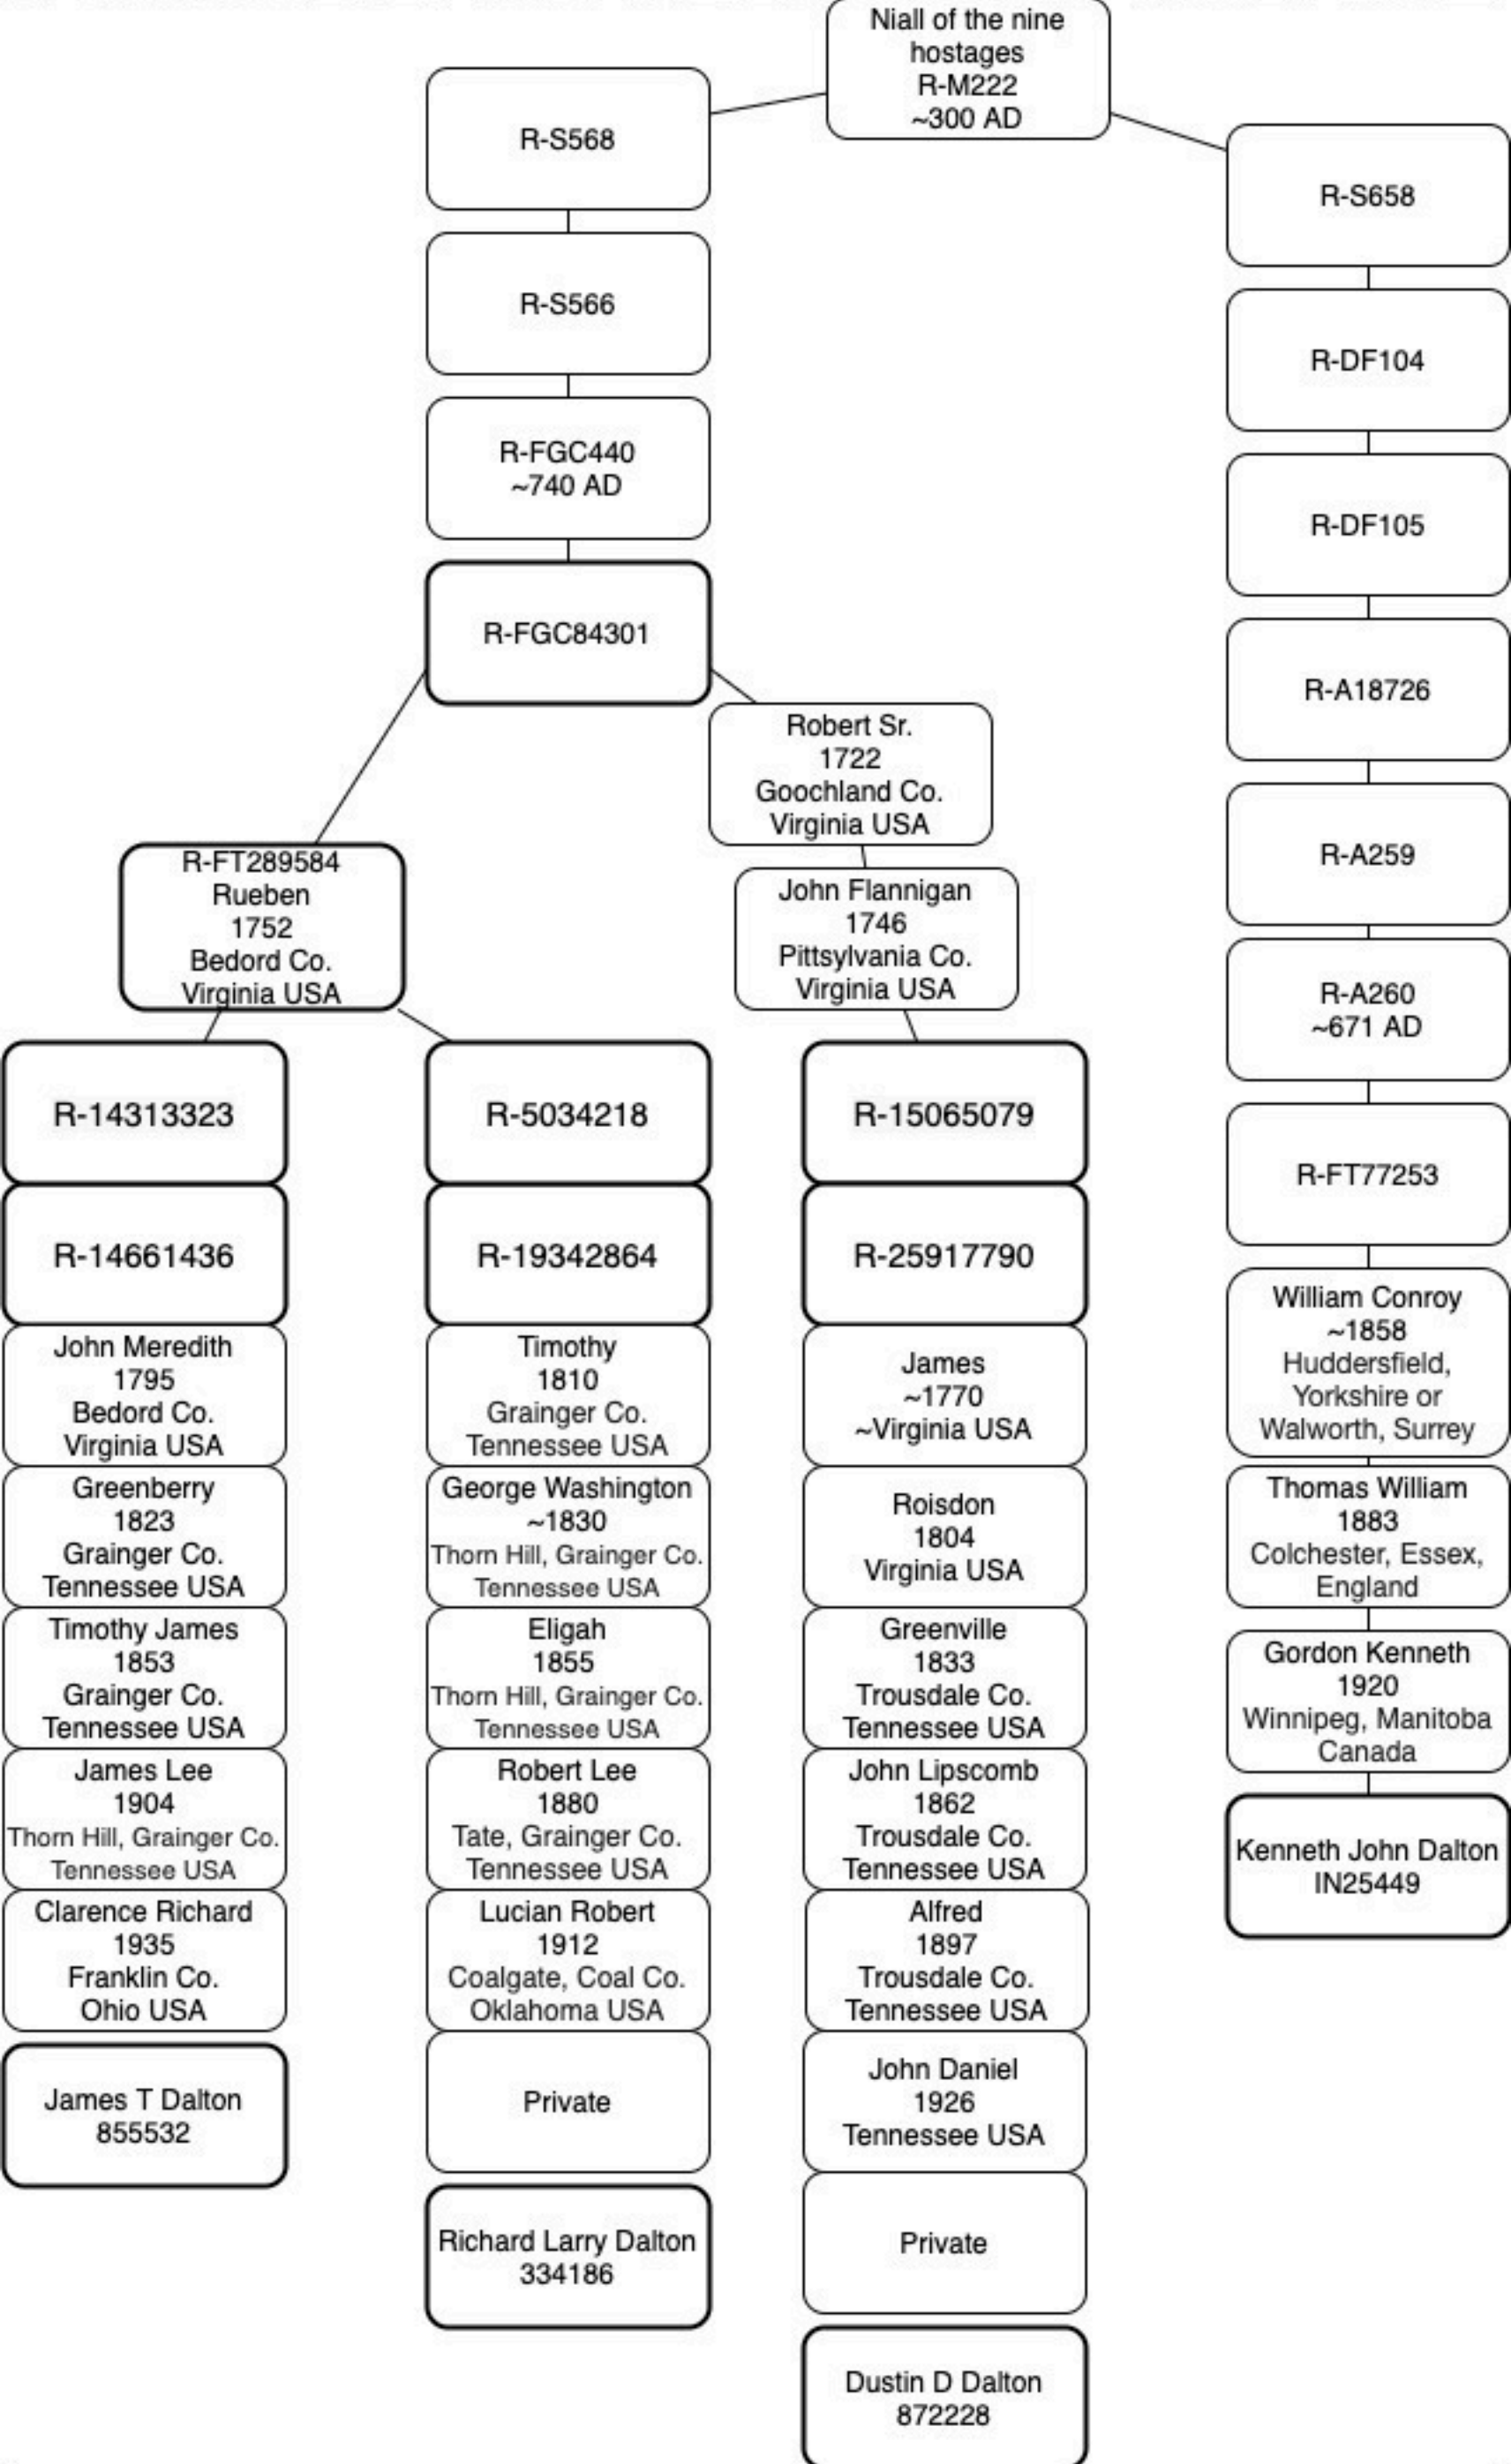 Niall of the nine
hostages
R-M222
~300 AD
R-S568
R-S566
R-FGC440
~740 AD
R-FGC84301
R-FT289584
Rueben
1752
Bedord Co.
Virginia USA
R-14313323
R-14661436
John Meredith
1795
Bedord Co.
Virginia USA
Greenberry
1823
Grainger Co.
Tennessee USA
Timothy James
1853
Grainger Co.
Tennessee USA
James Lee
1904
Thorn Hill, Grainger Co.
Tennessee USA
Clarence Richard
1935
Franklin Co.
Ohio USA
James T Dalton
855532
R-5034218
R-19342864
Timothy
1810
Grainger Co.
Tennessee USA
George Washington
~1830
Thorn Hill, Grainger Co.
Tennessee USA
Eligah
1855
Thorn Hill, Grainger Co.
Tennessee USA
Robert Lee
1880
Tate, Grainger Co.
Tennessee USA
Lucian Robert
1912
Coalgate, Coal Co.
Oklahoma USA
Private
Richard Larry Dalton
334186
Robert Sr.
1722
Goochland Co.
Virginia USA
John Flannigan
1746
Pittsylvania Co.
Virginia USA
R-15065079
R-25917790
James
~1770
~Virginia USA
Roisdon
1804
Virginia USA
Greenville
1833
Trousdale Co.
Tennessee USA
John Lipscomb
1862
Trousdale Co.
Tennessee USA
Alfred
1897
Trousdale Co.
Tennessee USA
John Daniel
1926
Tennessee USA
Private
Dustin D Dalton
872228
R-S658
R-DF104
R-DF105
R-A18726
R-A259
R-A260
~671 AD
R-FT77253
William Conroy
~1858
Huddersfield,
Yorkshire or
Walworth, Surrey
Thomas William
1883
Colchester, Essex,
England
Gordon Kenneth
1920
Winnipeg, Manitoba
Canada
Kenneth John Dalton
IN25449